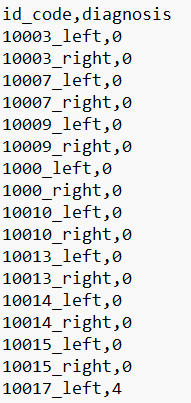 id_code,diagnosis
10003_left,0
10003_right,0
10007_left,0
10007_right,0
10009_left,0
10009_right,0
1000_left,0
1000_right,0
10010_left,0
10010_right,0
10013_left,0
10013_right,0
10014_left,0
10014_right,0
10015_left,0
10015_right,0
10017_left,4